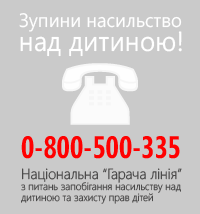 Зупини насильство
над дитиною!
0-800-500-335
Національна “Гарача лінія”
з питань запобігання насильству над
дитиною та захисту прав дітей